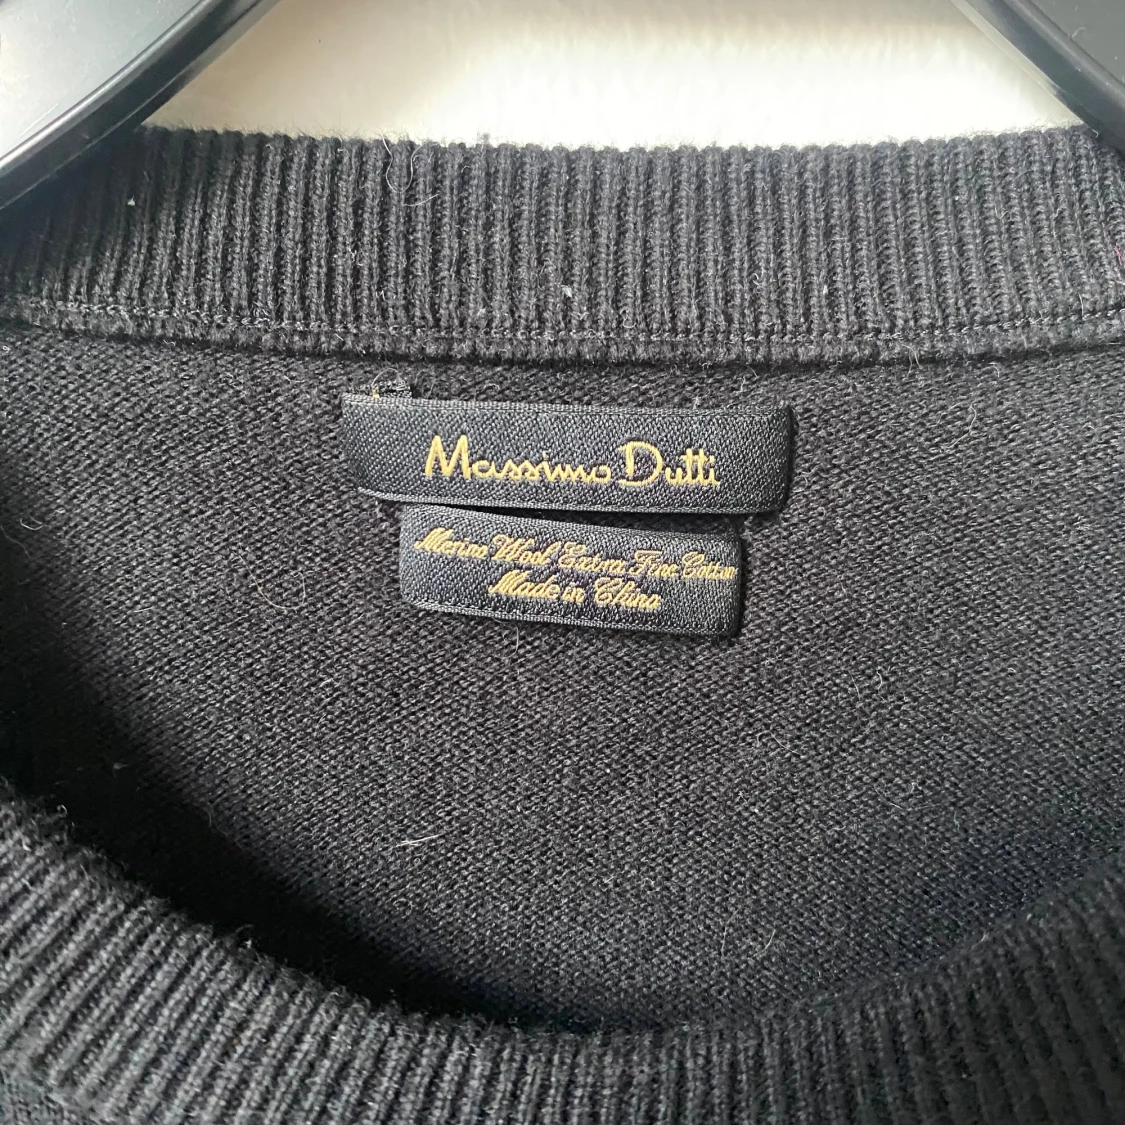 Massimo Dutti
Merino Wool Extra Fine Cotton
Made in China